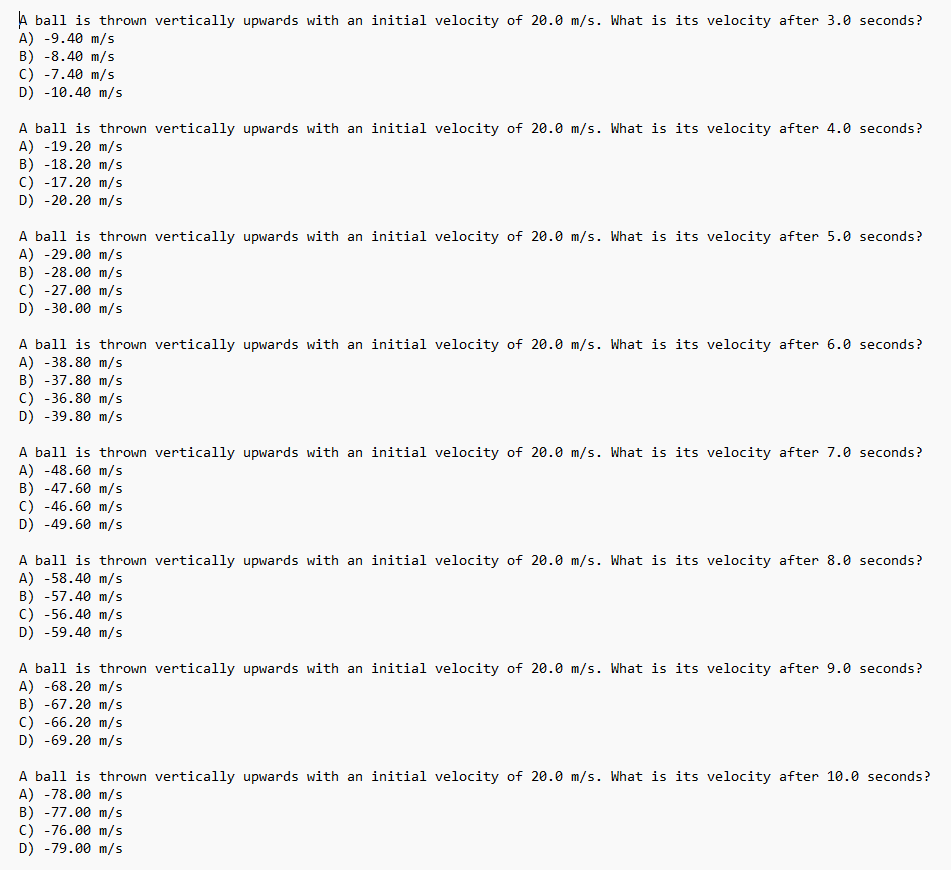 A ball is thrown vertically upwards with an initial velocity of 20.0 m/s. What is its velocity after 3.0 seconds?
A) -9.40 m/s
B) -8.40 m/s
C) -7.40 m/s
D) -10.40 m/s

A ball is thrown vertically upwards with an initial velocity of 20.0 m/s. What is its velocity after 4.0 seconds?
A) -19.20 m/s
B) -18.20 m/s
C) -17.20 m/s
D) -20.20 m/s

A ball is thrown vertically upwards with an initial velocity of 20.0 m/s. What is its velocity after 5.0 seconds?
A) -29.00 m/s
B) -28.00 m/s
C) -27.00 m/s
D) -30.00 m/s

A ball is thrown vertically upwards with an initial velocity of 20.0 m/s. What is its velocity after 6.0 seconds?
A) -38.80 m/s
B) -37.80 m/s
C) -36.80 m/s
D) -39.80 m/s

A ball is thrown vertically upwards with an initial velocity of 20.0 m/s. What is its velocity after 7.0 seconds?
A) -48.60 m/s
B) -47.60 m/s
C) -46.60 m/s
D) -49.60 m/s

A ball is thrown vertically upwards with an initial velocity of 20.0 m/s. What is its velocity after 8.0 seconds?
A) -58.40 m/s
B) -57.40 m/s
C) -56.40 m/s
D) -59.40 m/s

A ball is thrown vertically upwards with an initial velocity of 20.0 m/s. What is its velocity after 9.0 seconds?
A) -68.20 m/s
B) -67.20 m/s
C) -66.20 m/s
D) -69.20 m/s

A ball is thrown vertically upwards with an initial velocity of 20.0 m/s. What is its velocity after 10.0 seconds?
A) -78.00 m/s
B) -77.00 m/s
C) -76.00 m/s
D) -79.00 m/s